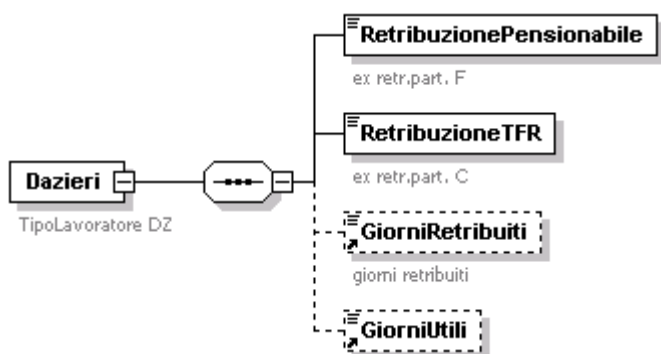 RetribuzionePensionabile
ex retr.part. F
RetribuzioneTFR
ex retr.part. C
Dazieri
TipoLavoratore DZ
GiorniRetribuiti
giorni retribuiti
GiorniUtili